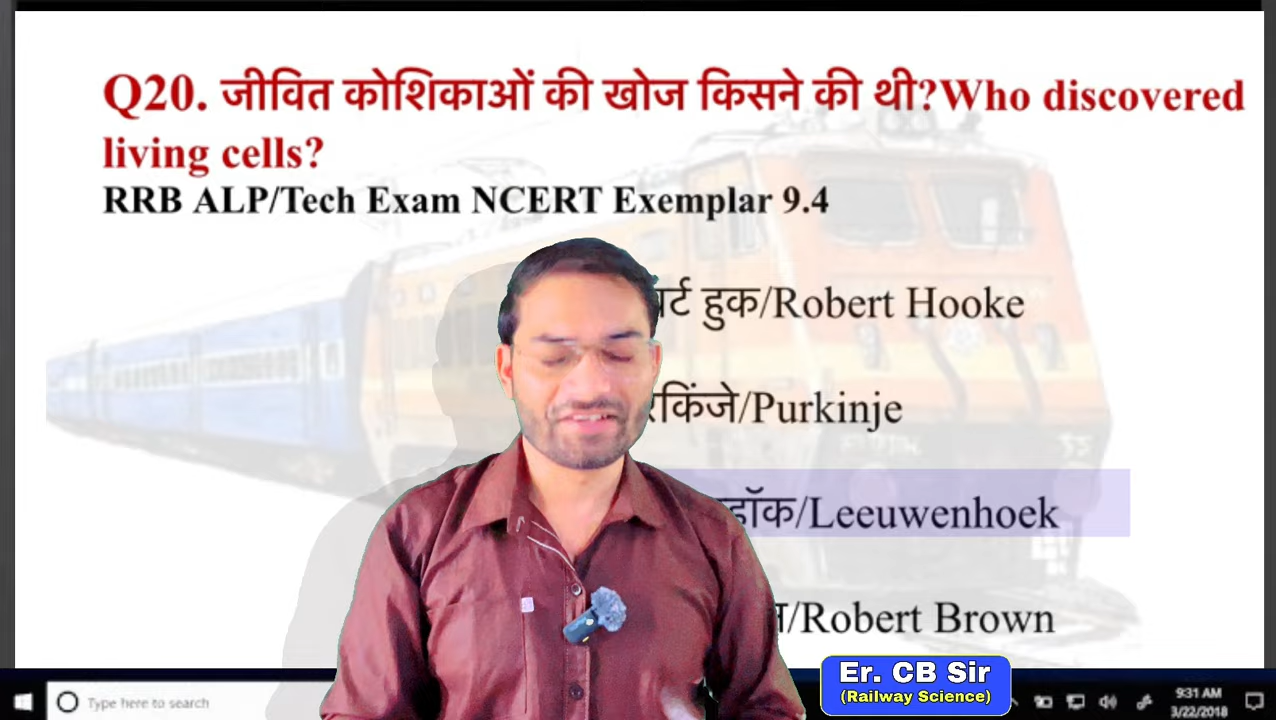 Q20. जीवित कोशिकाओं की खोज किसने की थी?Who discovered
living cells?
RRB ALP/Tech Exam NCERT Exemplar 9.4
हुक/Robert Hooke
/Purkinje
/Leeuwenhoek
/Robert Brown
Er. CB Sir
(Railway Science)
Type here to search
9:31 AM
3/22/2018